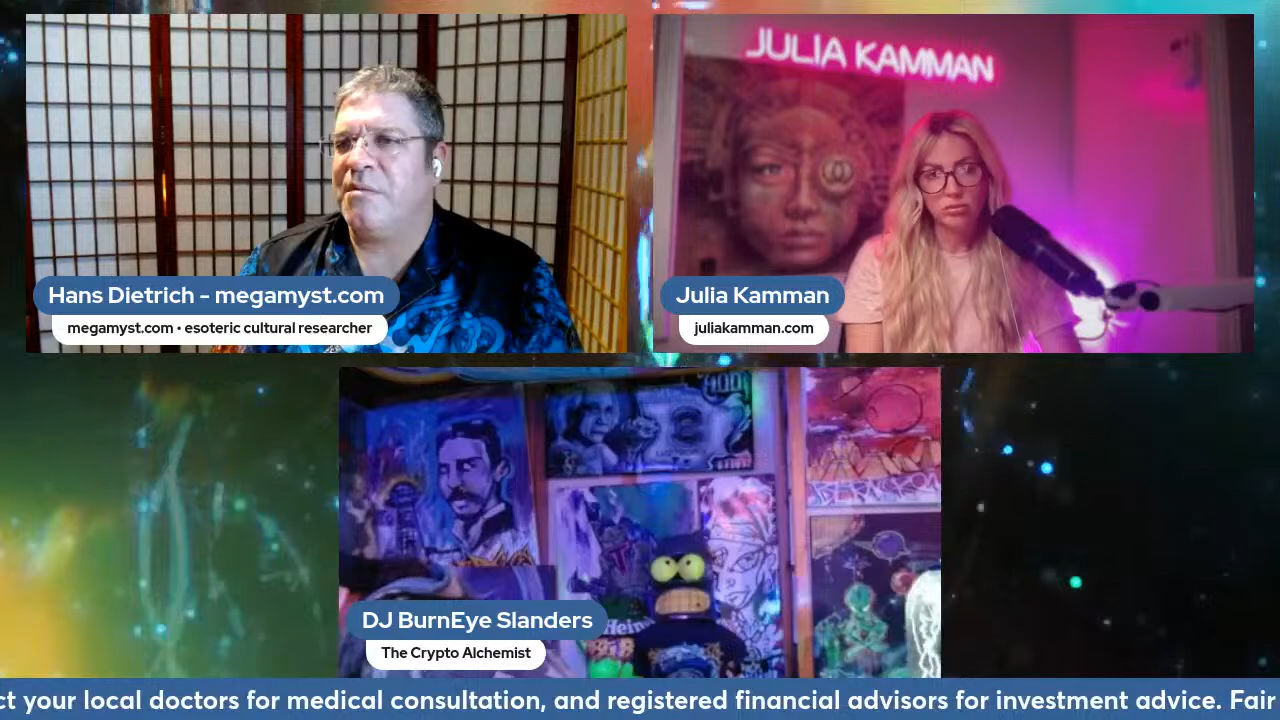 JULIA KAMMAN
Hans Dietrich - megamyst.com
megamyst.com • esoteric cultural researcher
Julia Kamman
juliakamman.com
DJ BurnEye Slanders
The Crypto Alchemist
ct your local doctors for medical consultation, and registered financial advisors for investment advice. Fair